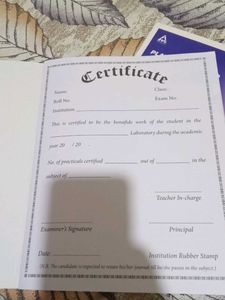 Certificate
Name: Class:
Roll No: Exam No:
Institution
This is certified to be the bonafide work of the student in the
Laboratory during the academic
year 20 / 20 .
No. of practicals certified out of in the
subject of
Teacher In-charge
Examiner's Signature Principal
Date Institution Rubber Stamp
(N.B. The candidate is expected to retain his/her journal till he/she passes in the subject.)